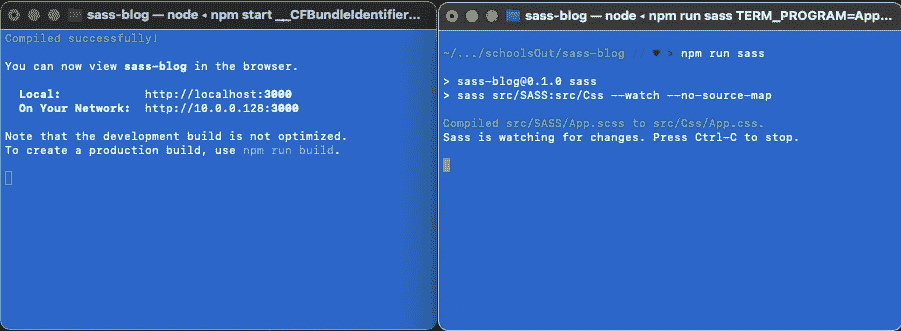 sass-blog — node ◂ npm start __CFBundleIdentifier...
Compiled successfully!
You can now view sass-blog in the browser.
Local: http://localhost:3000
On Your Network: http://10.0.0.128:3000
Note that the development build is not optimized.
To create a production build, use npm run build.
sass-blog — node ◂ npm run sass TERM_PROGRAM=App...
~/.../schoolsOut/sass-blog // ♥ > npm run sass
> sass-blog@0.1.0 sass
> sass src/SASS:src/Css --watch --no-source-map
Compiled src/SASS/App.scss to src/Css/App.css.
Sass is watching for changes. Press Ctrl-C to stop.